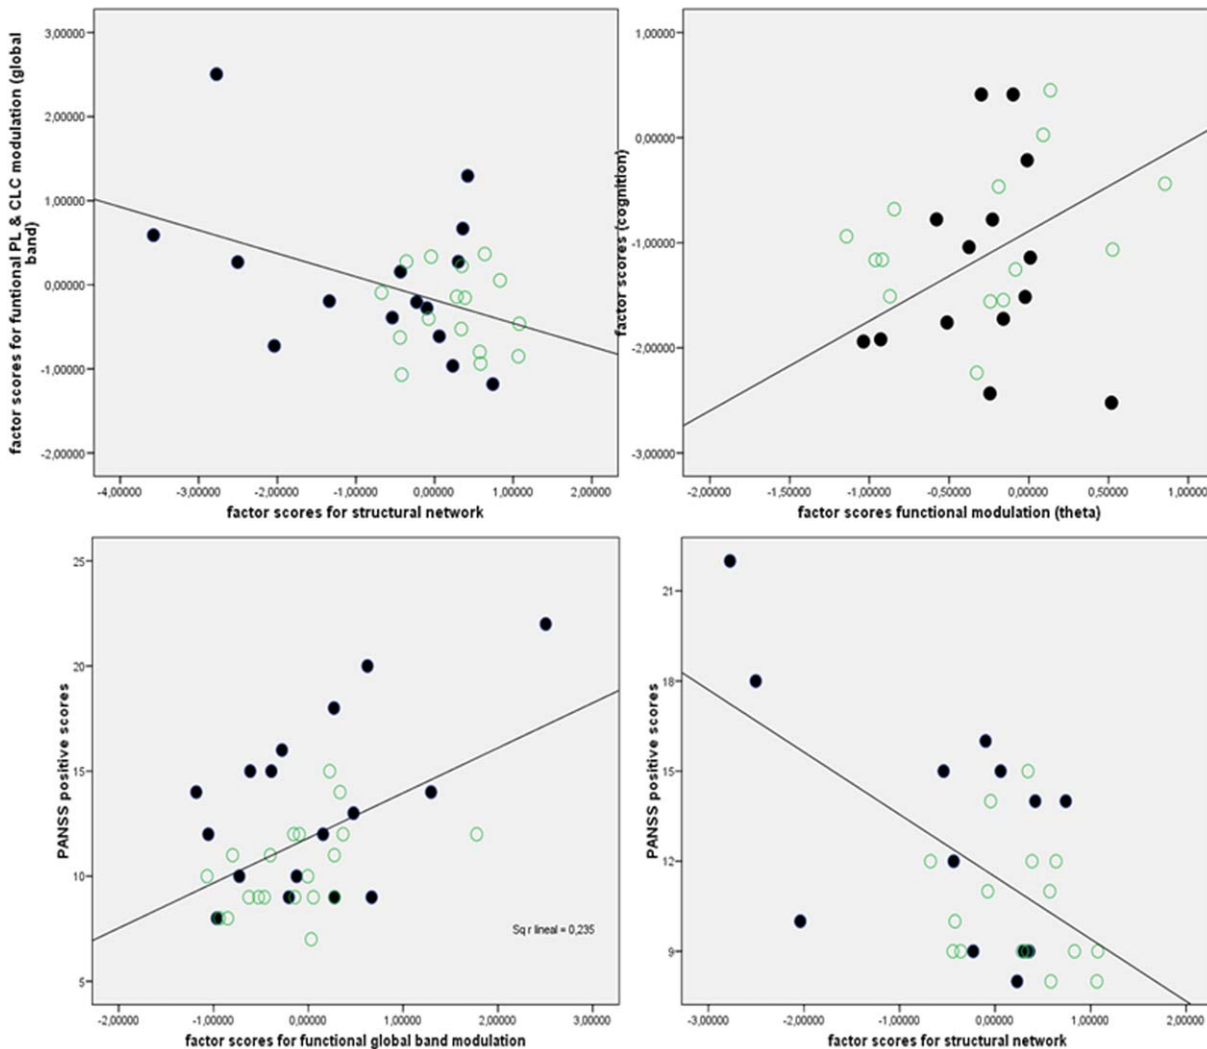 factor scores for funtional PL & CLC modulation (global
band)
3,00000
2,00000
1,00000
0,00000
-1,00000
-2,00000
-4,00000 -3,00000 -2,00000 -1,00000 0,00000 1,00000 2,00000
factor scores for structural network
factor scores (cognition)
1,00000
0,00000
-1,00000
-2,00000
-3,00000
-2,00000 -1,50000 -1,00000 -0,50000 0,00000 0,50000 1,00000
factor scores functional modulation (theta)
PANSS positive scores
25
20
15
10
5
Sq r lineal = 0,235
-2,00000 -1,00000 0,00000 1,00000 2,00000 3,00000
factor scores for functional global band modulation
PANSS positive scores
21
18
15
12
9
-3,00000 -2,00000 -1,00000 0,00000 1,00000 2,00000
factor scores for structural network